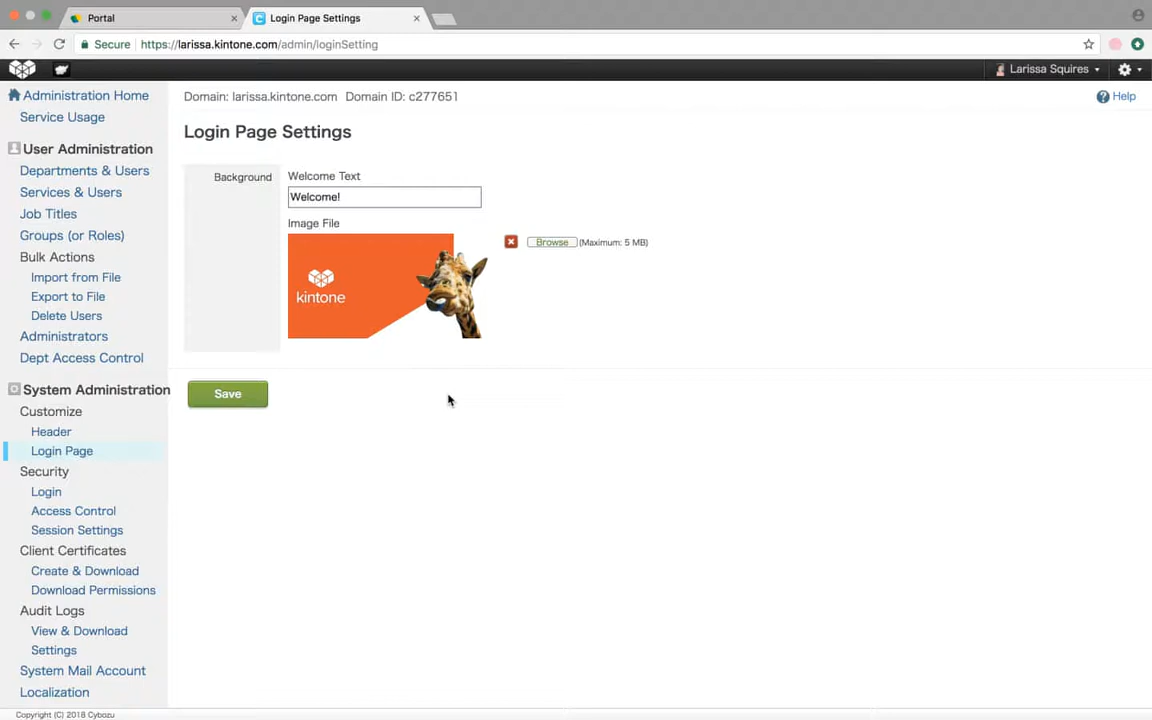 Portal
Login Page Settings
Secure https://larissa.kintone.com/admin/loginSetting
Larissa Squires
Administration Home
Service Usage
User Administration
Departments & Users
Services & Users
Job Titles
Groups (or Roles)
Bulk Actions
Import from File
Export to File
Delete Users
Administrators
Dept Access Control
System Administration
Customize
Header
Login Page
Security
Login
Access Control
Session Settings
Client Certificates
Create & Download
Download Permissions
Audit Logs
View & Download
Settings
System Mail Account
Localization
Domain: larissa.kintone.com Domain ID: c277651
Help
Login Page Settings
Background
Welcome Text
Welcome!
Image File
kintone
Browse (Maximum: 5 MB)
Save
Copyright (C) 2018 Cybozu